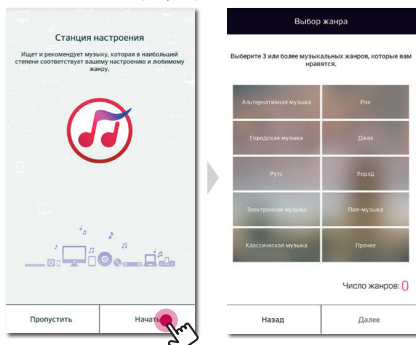 Станция настроения
Ищет и рекомендует музыку, которая в наибольшей
степени соответствует вашему настроению и любимому
жанру.
Пропустить
Начать
Выбор жанра
Выберите 3 или более музыкальных жанров, которые вам
нравятся.
Альтернативная музыка
Рок
Городская музыка
Джаз
Рутс
Уорлд
Электронная музыка
Поп-музыка
Классическая музыка
Прочее
Число жанров: 0
Назад
Далее